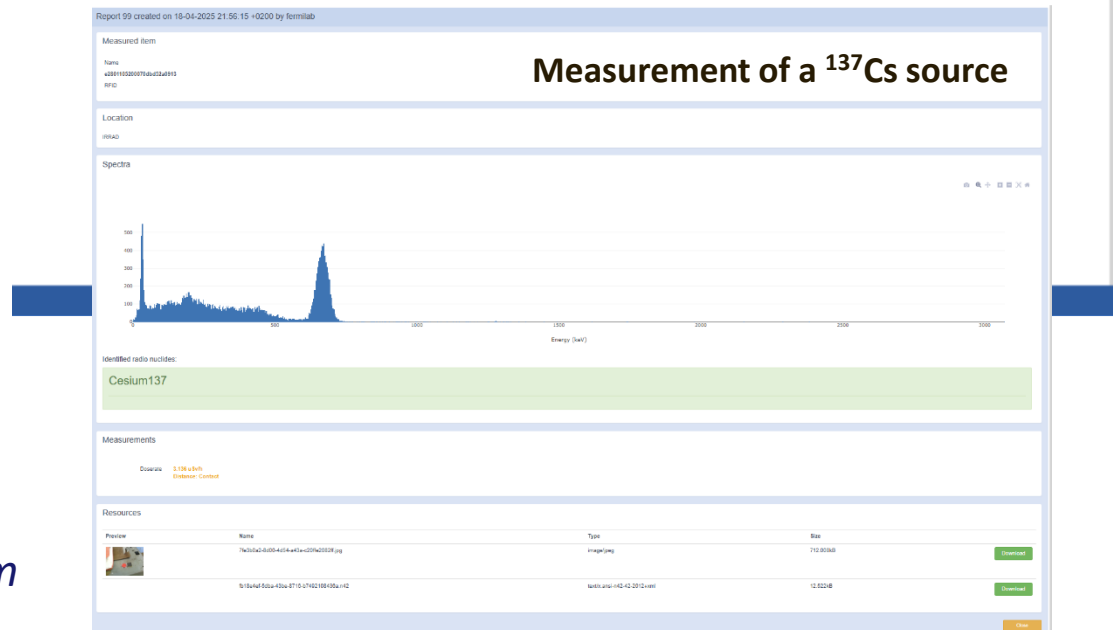 Report 99 created on 18-04-2025 21:56:15 +0200 by fermilab
Measured item
Measurement of a ¹³⁷Cs source
Name
RFID
Location
IRRAD
Spectra
500
400
300
200
100
0
0 500 1000 1500 2000 2500 3000
Energy (keV)
Identified radio nuclides:
Cesium137
Measurements
Doserate
Distance: Contact
Resources
Preview Name Type Size
image/jpeg Download
Download
Close